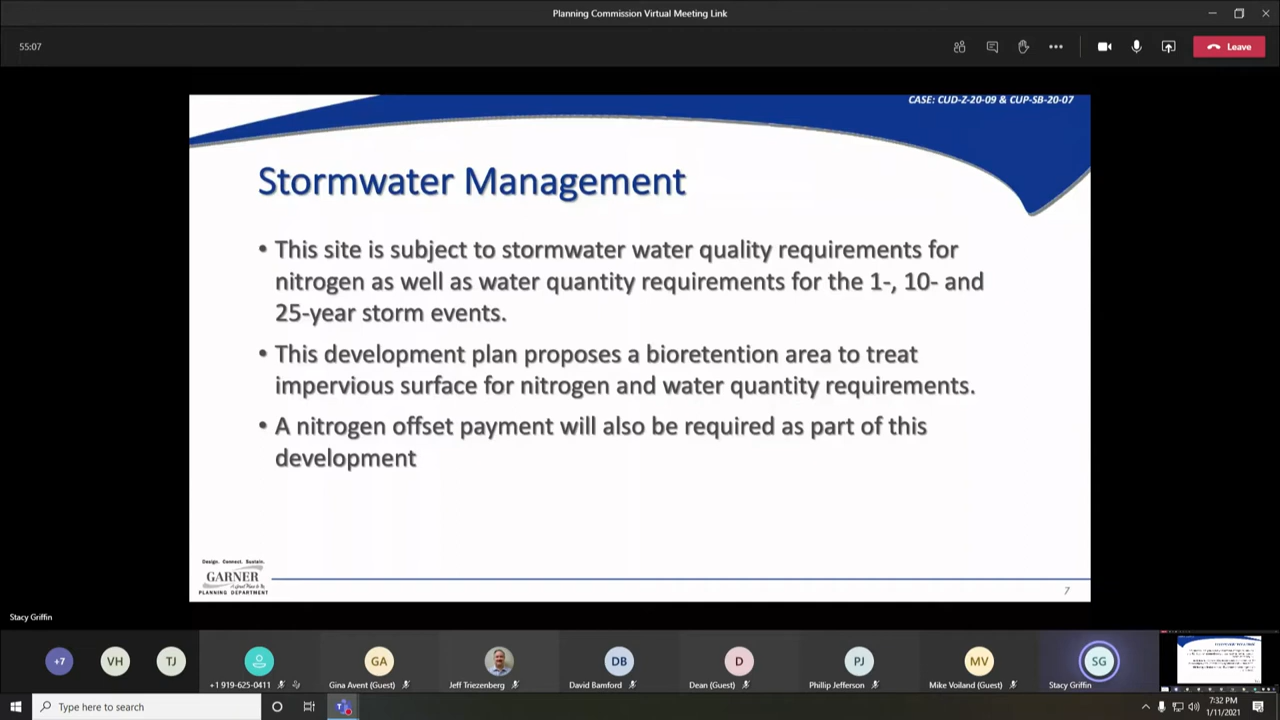 Planning Commission Virtual Meeting Link
55:07
Leave
CASE: CUD-Z-20-09 & CUP-SB-20-07
Stormwater Management
• This site is subject to stormwater water quality requirements for
nitrogen as well as water quantity requirements for the 1-, 10- and
25-year storm events.
• This development plan proposes a bioretention area to treat
impervious surface for nitrogen and water quantity requirements.
• A nitrogen offset payment will also be required as part of this
development
Design. Connect. Sustain.
GARNER
PLANNING DEPARTMENT
7
Stacy Griffin
+7
VH
TJ
GA
DB
D
PJ
SG
+1 919-625-0411
Gina Avent (Guest)
Jeff Triezenberg
David Bamford
Dean (Guest)
Phillip Jefferson
Mike Voiland (Guest)
Stacy Griffin
Type here to search
7:32 PM
1/11/2021